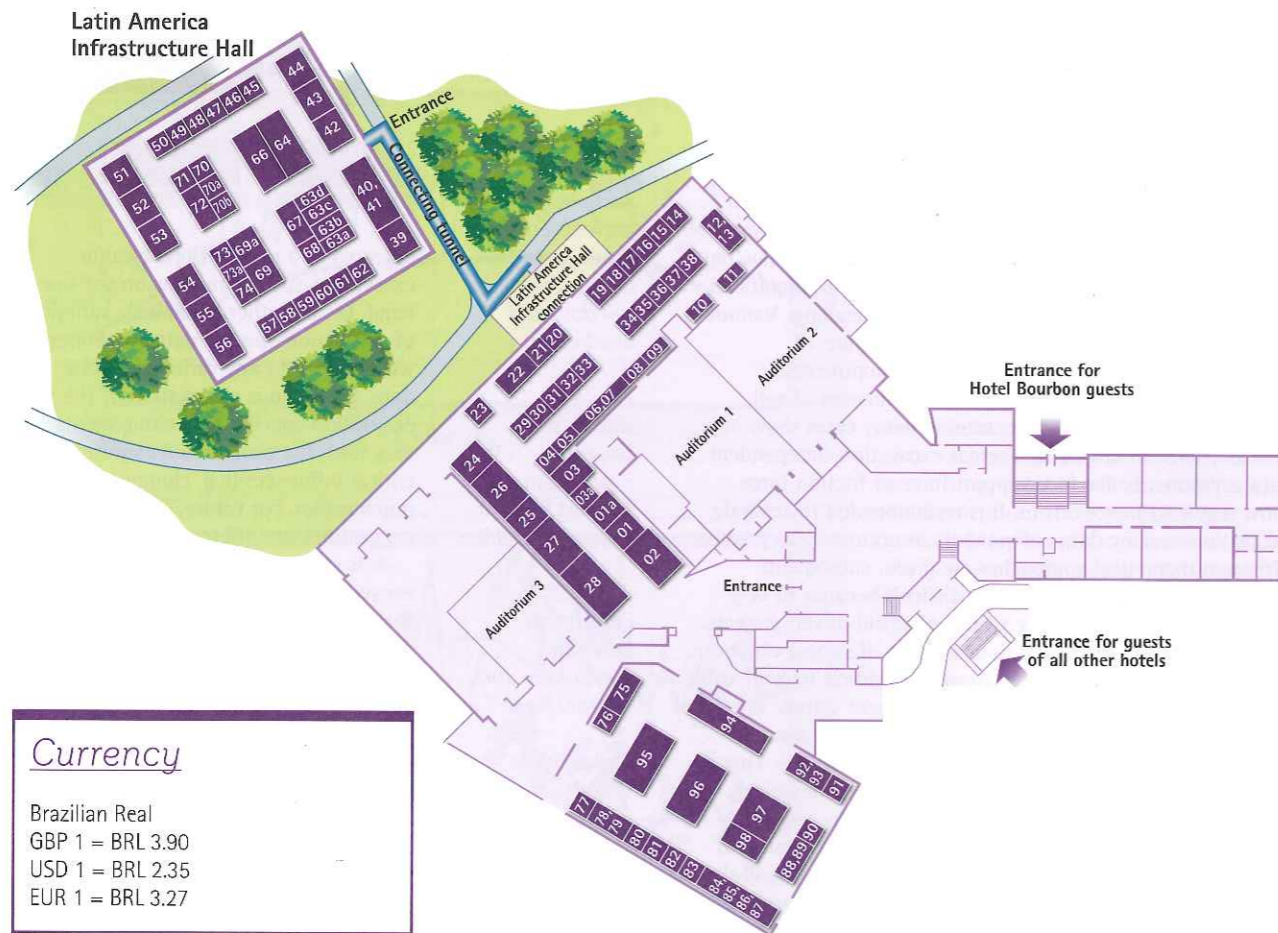 Latin America
Infrastructure Hall
Entrance
Connecting tunnel
Latin America
Infrastructure Hall
connection
44
43
42
50 49 48 47 46 45
51
52
53
66 64
71 70
72 70a
70b
40,
41
39
67 63d
63c
63b
68 63a
73 69a
73a 69
74
54
55
56
57 58 59 60 61 62
19 18 17 16 15 14
12,
13
11
10
34 35 36 37 38
22 21 20
23
29 30 31 32 33
04 05 06,07 08 09
03
03a
01a
01
02
24
26
25
27
28
Auditorium 2
Auditorium 1
Auditorium 3
Entrance for
Hotel Bourbon guests
Entrance
Entrance for guests
of all other hotels
76 75
94
95
96
97
98
92,
93
91
77
78,
79
80
81
82
83
84,
85,
86,
87
88,89 90
Currency
Brazilian Real
GBP 1 = BRL 3.90
USD 1 = BRL 2.35
EUR 1 = BRL 3.27